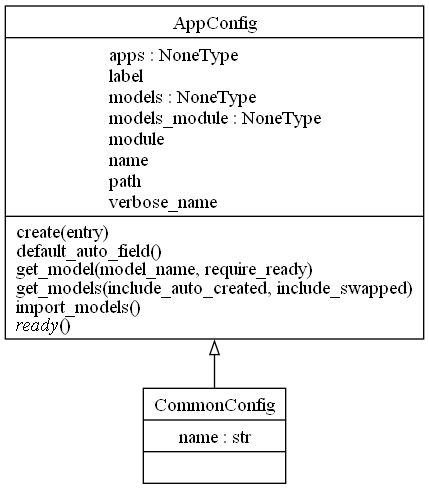 AppConfig
apps : NoneType
label
models : NoneType
models_module : NoneType
module
name
path
verbose_name
create(entry)
default_auto_field()
get_model(model_name, require_ready)
get_models(include_auto_created, include_swapped)
import_models()
ready()
CommonConfig
name : str